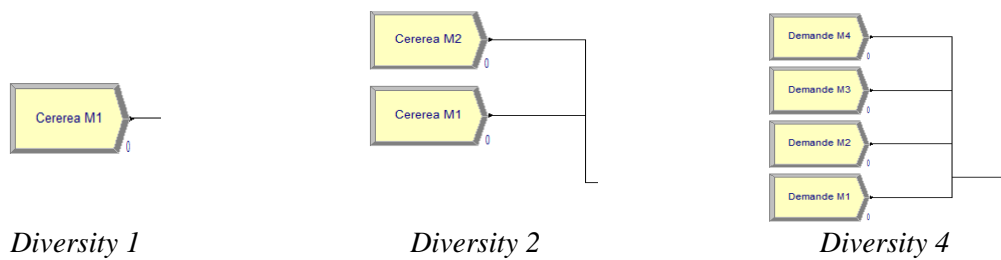 Cererea M1
0
Diversity 1
Cererea M2
0
Cererea M1
0
Diversity 2
Demande M4
0
Demande M3
0
Demande M2
0
Demande M1
0
Diversity 4